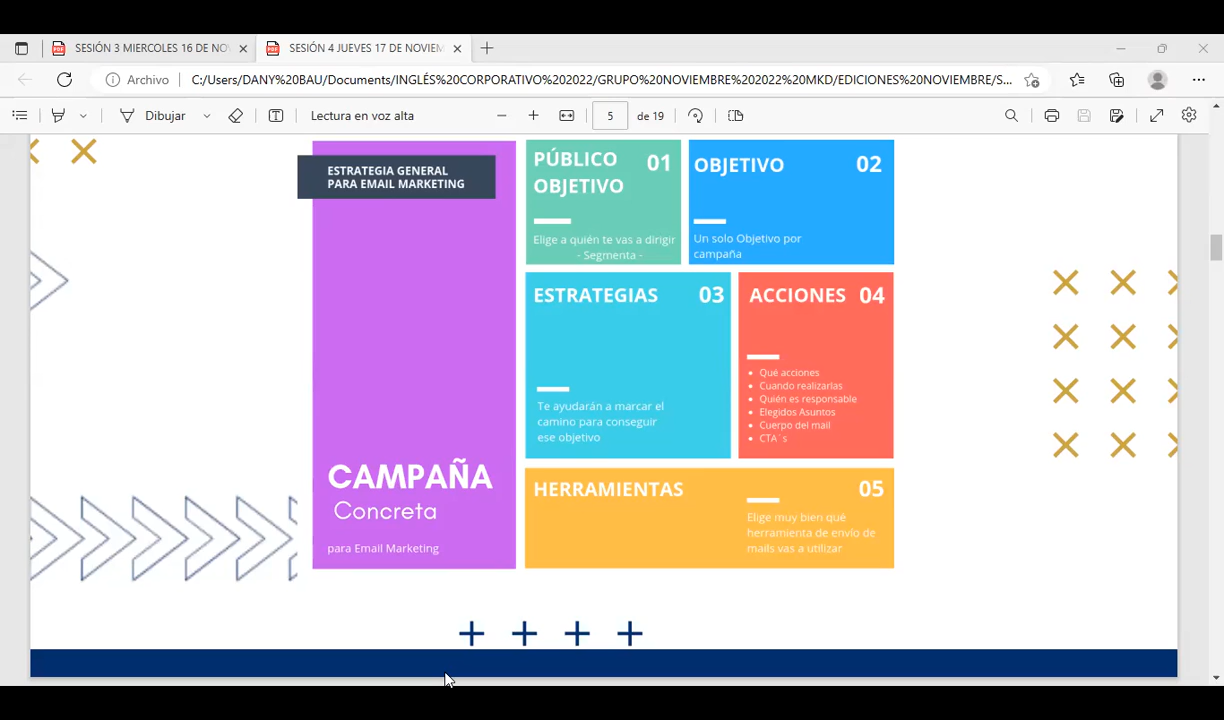 SESIÓN 3 MIERCOLES 16 DE NO
SESIÓN 4 JUEVES 17 DE NOVIEM
Archivo
C:/Users/DANY%20BAU/Documents/INGLÉS%20CORPORATIVO%202022/GRUPO%20NOVIEMBRE%202022%20MKD/EDICIONES%20NOVIEMBRE/S...
Dibujar
Lectura en voz alta
5
de 19
ESTRATEGIA GENERAL
PARA EMAIL MARKETING
CAMPAÑA
Concreta
para Email Marketing
PÚBLICO
OBJETIVO
01
Elige a quién te vas a dirigir
- Segmenta -
OBJETIVO
02
Un solo Objetivo por
campaña
ESTRATEGIAS
03
Te ayudarán a marcar el
camino para conseguir
ese objetivo
ACCIONES
04
• Qué acciones
• Cuando realizarlas
• Quién es responsable
• Elegidos Asuntos
• Cuerpo del mail
• CTA´s
HERRAMIENTAS
05
Elige muy bien qué
herramienta de envío de
mails vas a utilizar